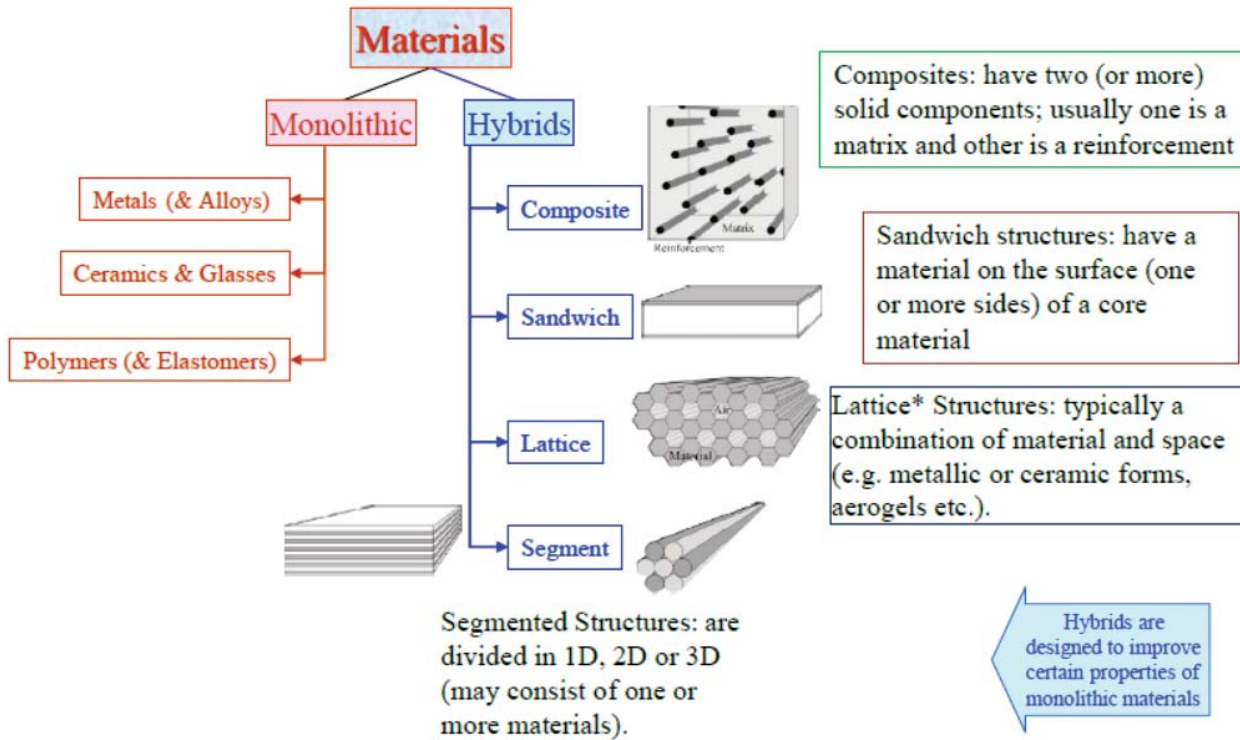 Materials
Monolithic
Hybrids
Metals (& Alloys)
Ceramics & Glasses
Polymers (& Elastomers)
Composite
Matrix
Reinforcement
Composites: have two (or more)
solid components; usually one is a
matrix and other is a reinforcement
Sandwich
Sandwich structures: have a
material on the surface (one
or more sides) of a core
material
Lattice
Air
Material
Lattice* Structures: typically a
combination of material and space
(e.g. metallic or ceramic forms,
aerogels etc.).
Segment
Segmented Structures: are
divided in 1D, 2D or 3D
(may consist of one or
more materials).
Hybrids are
designed to improve
certain properties of
monolithic materials